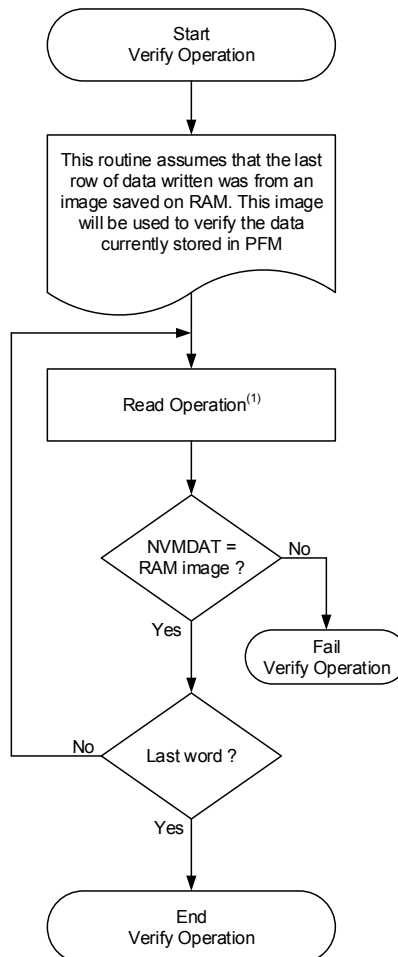 Start
Verify Operation
This routine assumes that the last
row of data written was from an
image saved on RAM. This image
will be used to verify the data
currently stored in PFM
Read Operation(1)
NVMDAT =
RAM image ?
No
Yes
Fail
Verify Operation
No
Last word ?
Yes
End
Verify Operation